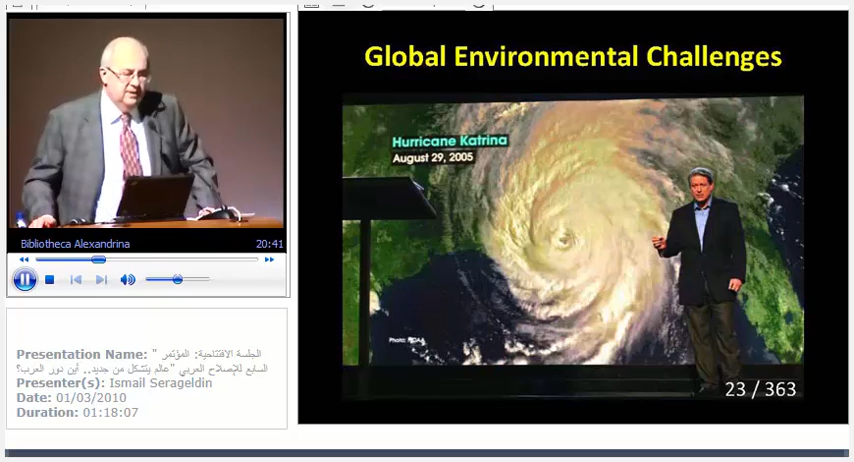 Global Environmental Challenges
Hurricane Katrina
August 29, 2005
23 / 363
Bibliotheca Alexandrina 20:41
Presentation Name: " الجلسة الافتتاحية: المؤتمر
السابع للإصلاح العربي "عالم يتشكل من جديد.. أين دور العرب؟
Presenter(s): Ismail Serageldin
Date: 01/03/2010
Duration: 01:18:07